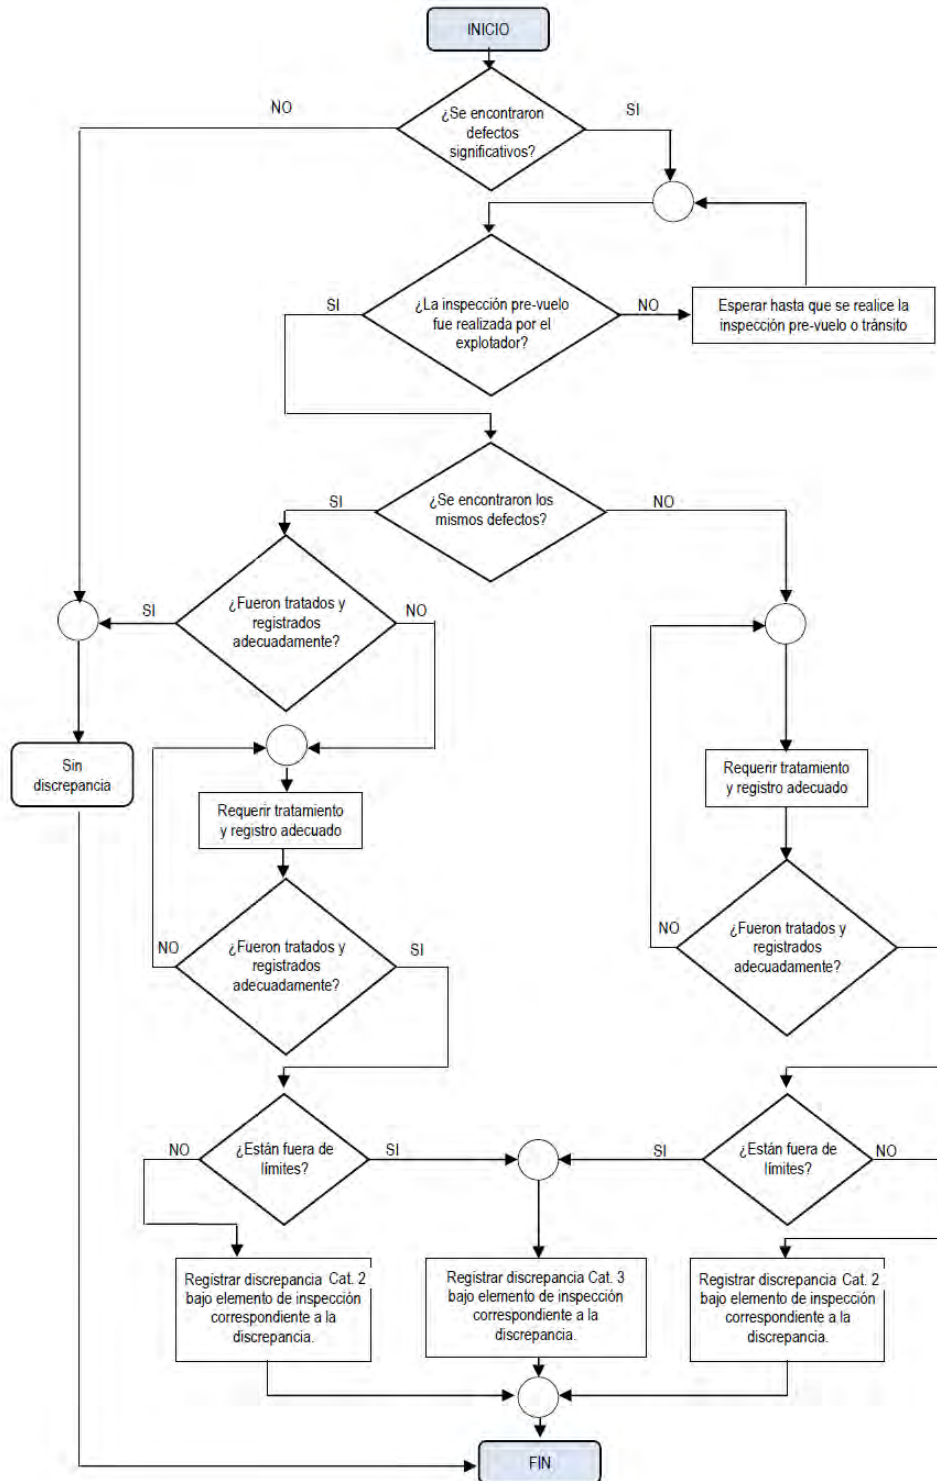 INICIO
NO
¿Se encontraron
defectos
significativos?
SI
SI
¿La inspección pre-vuelo
fue realizada por el
explotador?
NO
Esperar hasta que se realice la
inspección pre-vuelo o tránsito
SI
¿Se encontraron los
mismos defectos?
NO
SI
¿Fueron tratados y
registrados
adecuadamente?
NO
Sin
discrepancia
Requerir tratamiento
y registro adecuado
Requerir tratamiento
y registro adecuado
NO
¿Fueron tratados y
registrados
adecuadamente?
SI
NO
¿Fueron tratados y
registrados
adecuadamente?
NO
¿Están fuera de
límites?
SI
SI
¿Están fuera de
límites?
NO
Registrar discrepancia Cat. 2
bajo elemento de inspección
correspondiente a la
discrepancia.
Registrar discrepancia Cat. 3
bajo elemento de inspección
correspondiente a la
discrepancia.
Registrar discrepancia Cat. 2
bajo elemento de inspección
correspondiente a la
discrepancia.
FIN